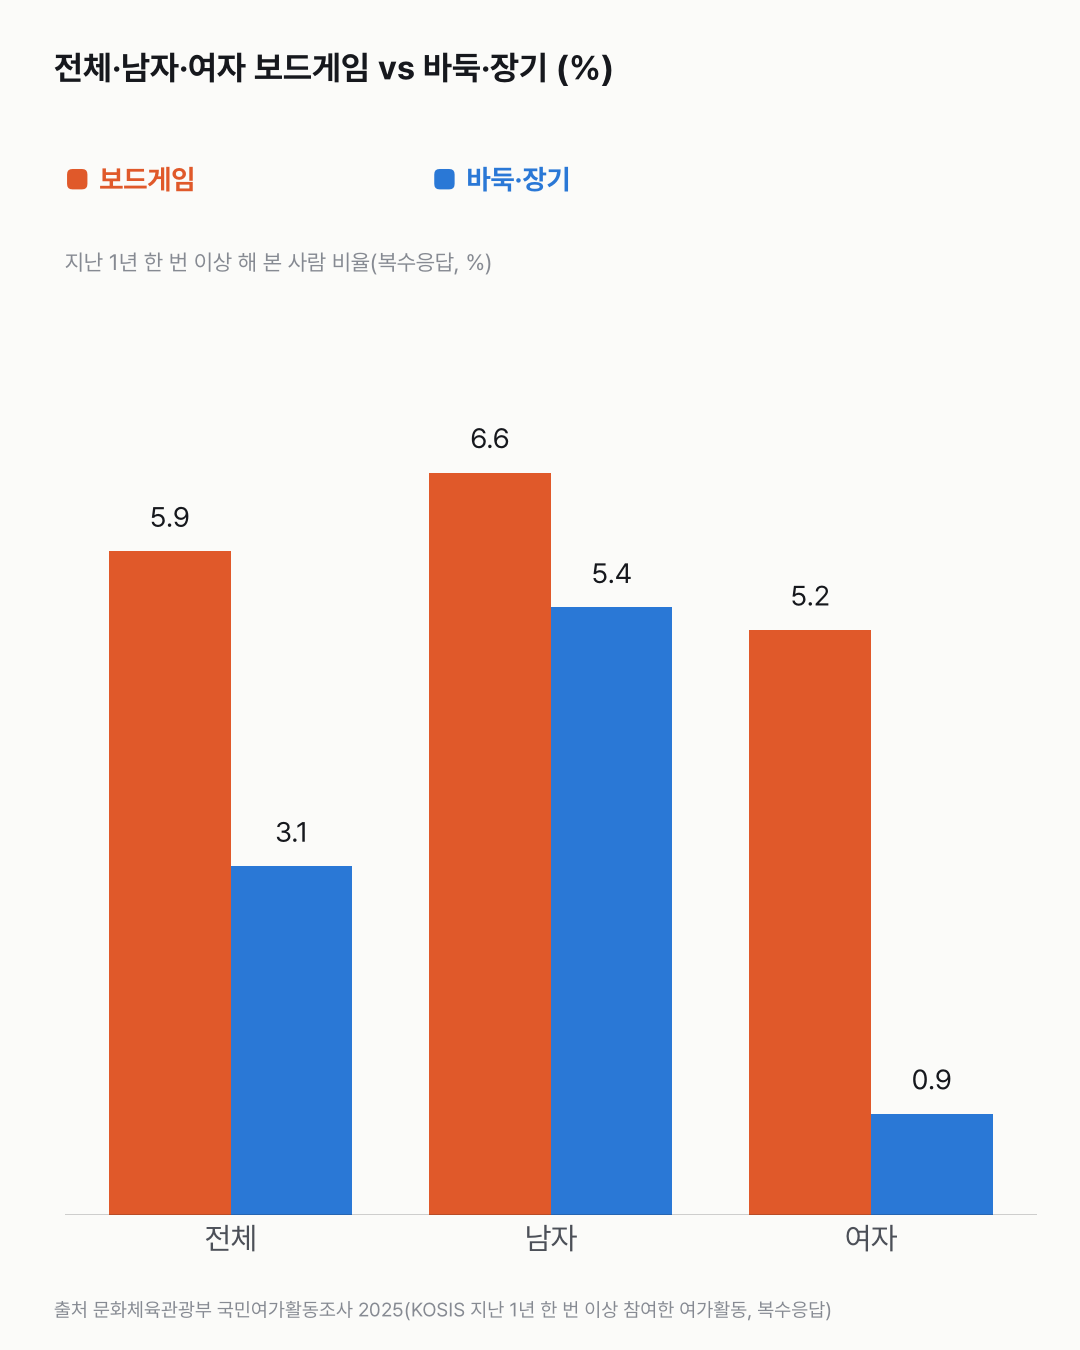 전체·남자·여자 보드게임 vs 바둑·장기 (%)
보드게임 바둑·장기
지난 1년 한 번 이상 해 본 사람 비율(복수응답, %)
6.6
5.9
5.4
5.2
3.1
0.9
전체 남자 여자
출처 문화체육관광부 국민여가활동조사 2025(KOSIS 지난 1년 한 번 이상 참여한 여가활동, 복수응답)